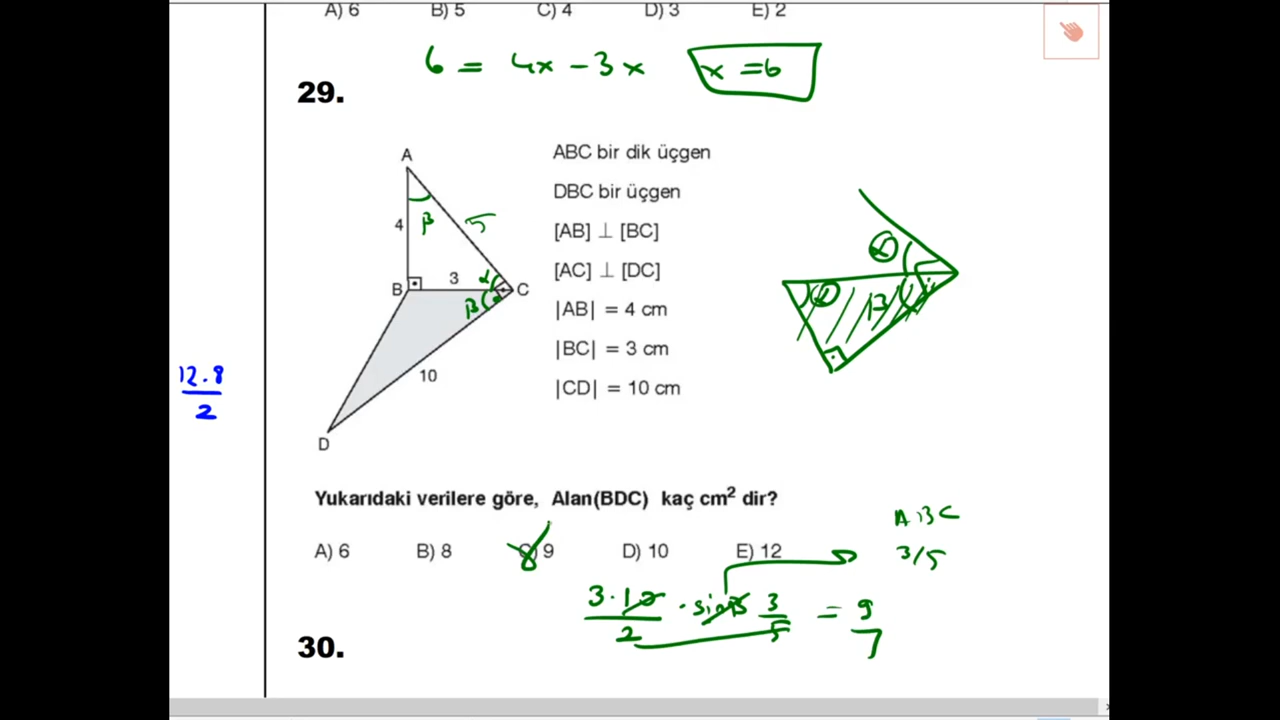 A) 6 B) 5 C) 4 D) 3 E) 2
6 = 4x - 3x x = 6
29.
A
4
β
5
B
3
α
C
β
10
D
ABC bir dik üçgen
DBC bir üçgen
[AB] ⊥ [BC]
[AC] ⊥ [DC]
|AB| = 4 cm
|BC| = 3 cm
|CD| = 10 cm
α
α
β
12.8
2
Yukarıdaki verilere göre, Alan(BDC) kaç cm² dir?
A) 6 B) 8 C) 9 D) 10 E) 12
ABC
3/5
3·10/2 · sinβ 3/5 = 9
30.